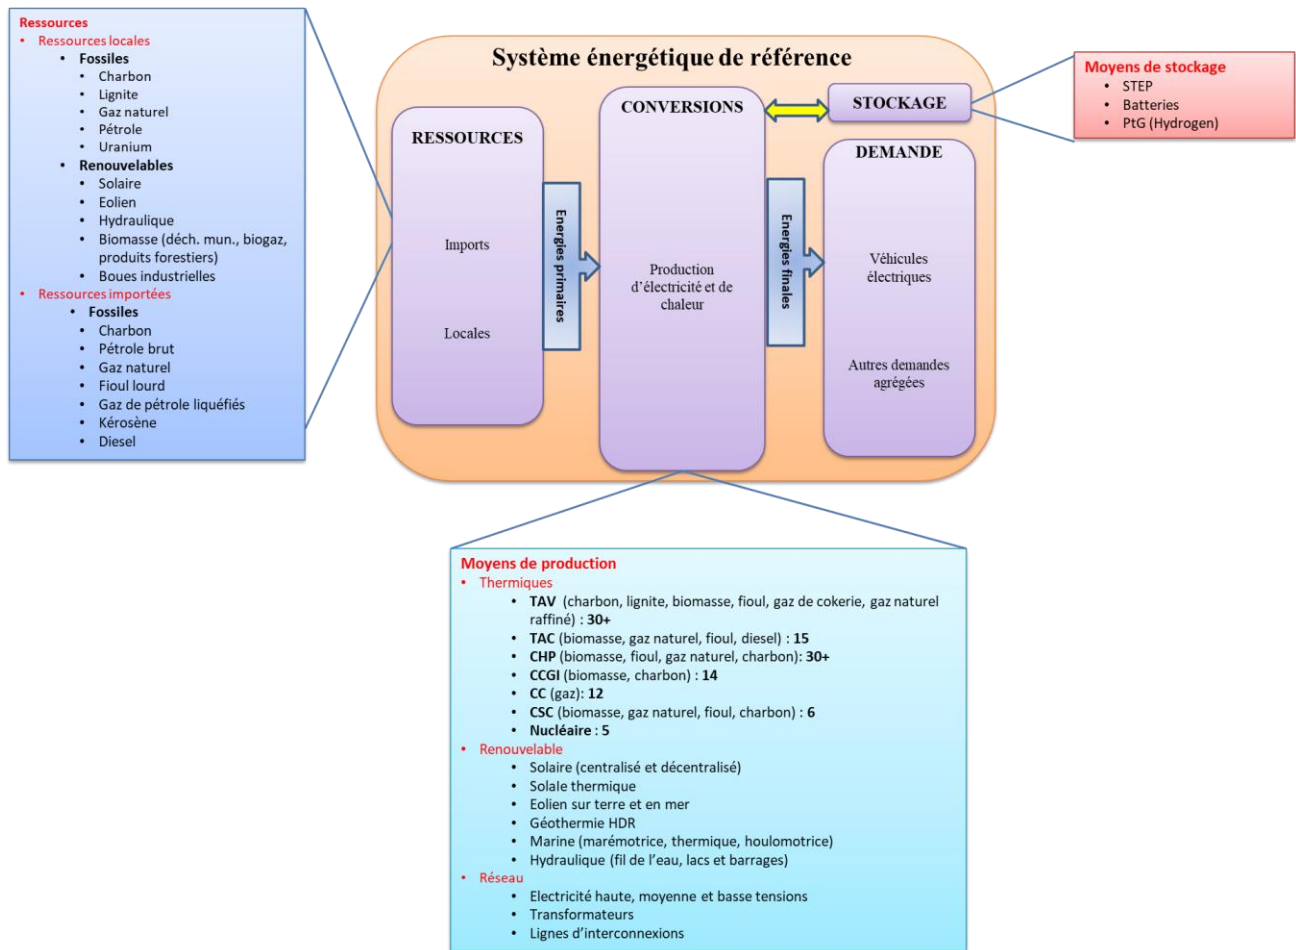 Ressources
• Ressources locales
• Fossiles
• Charbon
• Lignite
• Gaz naturel
• Pétrole
• Uranium
• Renouvelables
• Solaire
• Eolien
• Hydraulique
• Biomasse (déch. mun., biogaz,
produits forestiers)
• Boues industrielles
• Ressources importées
• Fossiles
• Charbon
• Pétrole brut
• Gaz naturel
• Fioul lourd
• Gaz de pétrole liquéfiés
• Kérosène
• Diesel
Système énergétique de référence
RESSOURCES
Imports
Locales
Energies primaires
CONVERSIONS
Production
d'électricité et de
chaleur
Energies finales
STOCKAGE
DEMANDE
Véhicules
électriques
Autres demandes
agrégées
Moyens de stockage
• STEP
• Batteries
• PtG (Hydrogen)
Moyens de production
• Thermiques
• TAV (charbon, lignite, biomasse, fioul, gaz de cokerie, gaz naturel
raffiné) : 30+
• TAC (biomasse, gaz naturel, fioul, diesel) : 15
• CHP (biomasse, fioul, gaz naturel, charbon): 30+
• CCGI (biomasse, charbon) : 14
• CC (gaz): 12
• CSC (biomasse, gaz naturel, fioul, charbon) : 6
• Nucléaire : 5
• Renouvelable
• Solaire (centralisé et décentralisé)
• Solale thermique
• Eolien sur terre et en mer
• Géothermie HDR
• Marine (marémotrice, thermique, houlomotrice)
• Hydraulique (fil de l'eau, lacs et barrages)
• Réseau
• Electricité haute, moyenne et basse tensions
• Transformateurs
• Lignes d'interconnexions